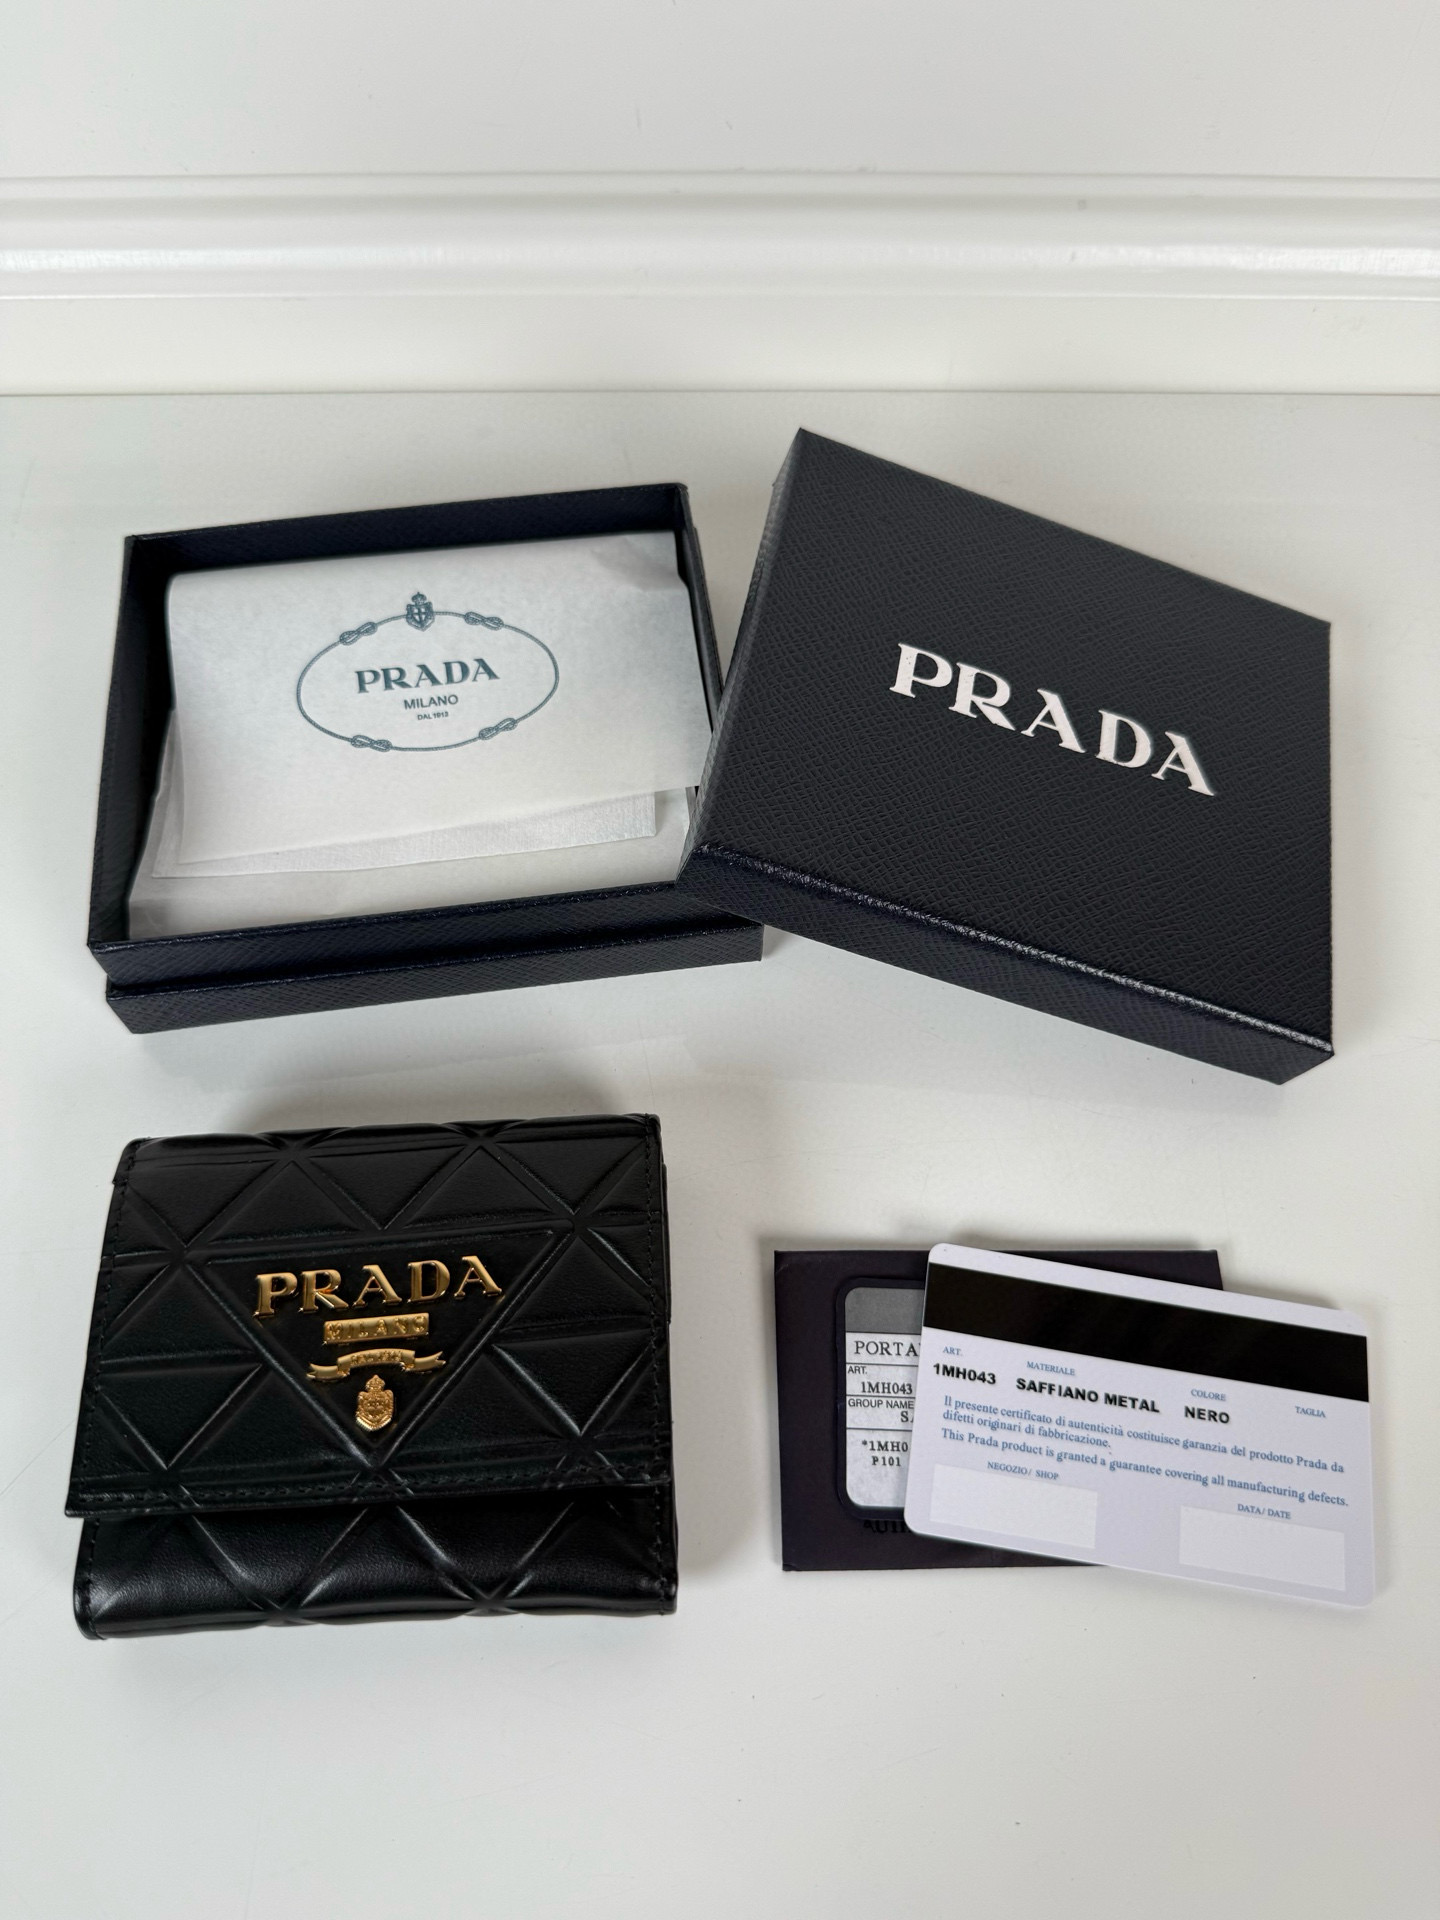 PRADA
MILANO
DAL 1913
PRADA
PRADA
MILANO
PORTA
ART.
1MH043
GROUP NAME
*1MH0
P101
ART.
1MH043
MATERIALE
SAFFIANO METAL
COLORE
NERO
TAGLIA
Il presente certificato di autenticità costituisce garanzia del prodotto Prada da
difetti originari di fabbricazione.
This Prada product is granted a guarantee covering all manufacturing defects.
NEGOZIO/ SHOP
DATA/ DATE